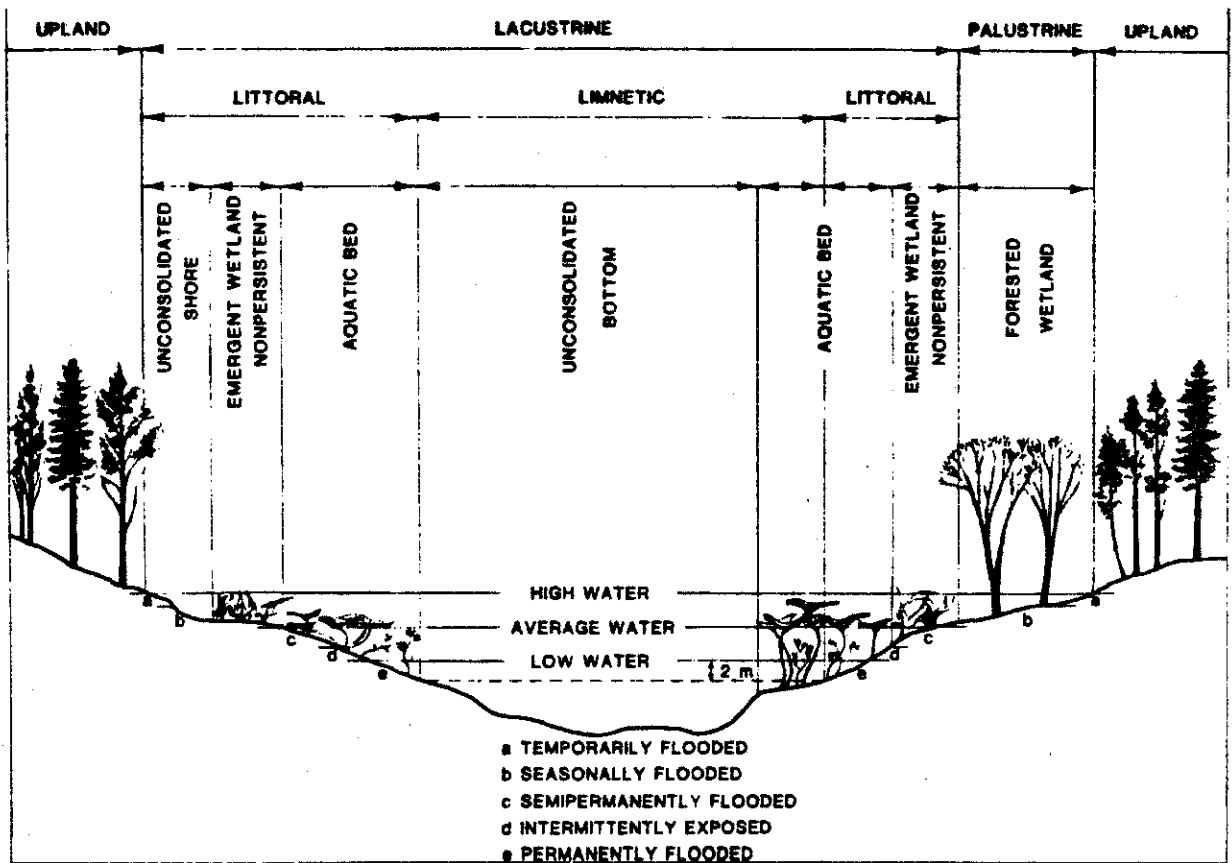 UPLAND LACUSTRINE PALUSTRINE UPLAND
LITTORAL LIMNETIC LITTORAL
UNCONSOLIDATED
SHORE
EMERGENT WETLAND
NONPERSISTENT
AQUATIC BED
UNCONSOLIDATED
BOTTOM
AQUATIC BED
EMERGENT WETLAND
NONPERSISTENT
FORESTED
WETLAND
HIGH WATER
a
a
b
b
AVERAGE WATER
c
c
d
d
LOW WATER
e
e
2 m
a TEMPORARILY FLOODED
b SEASONALLY FLOODED
c SEMIPERMANENTLY FLOODED
d INTERMITTENTLY EXPOSED
e PERMANENTLY FLOODED